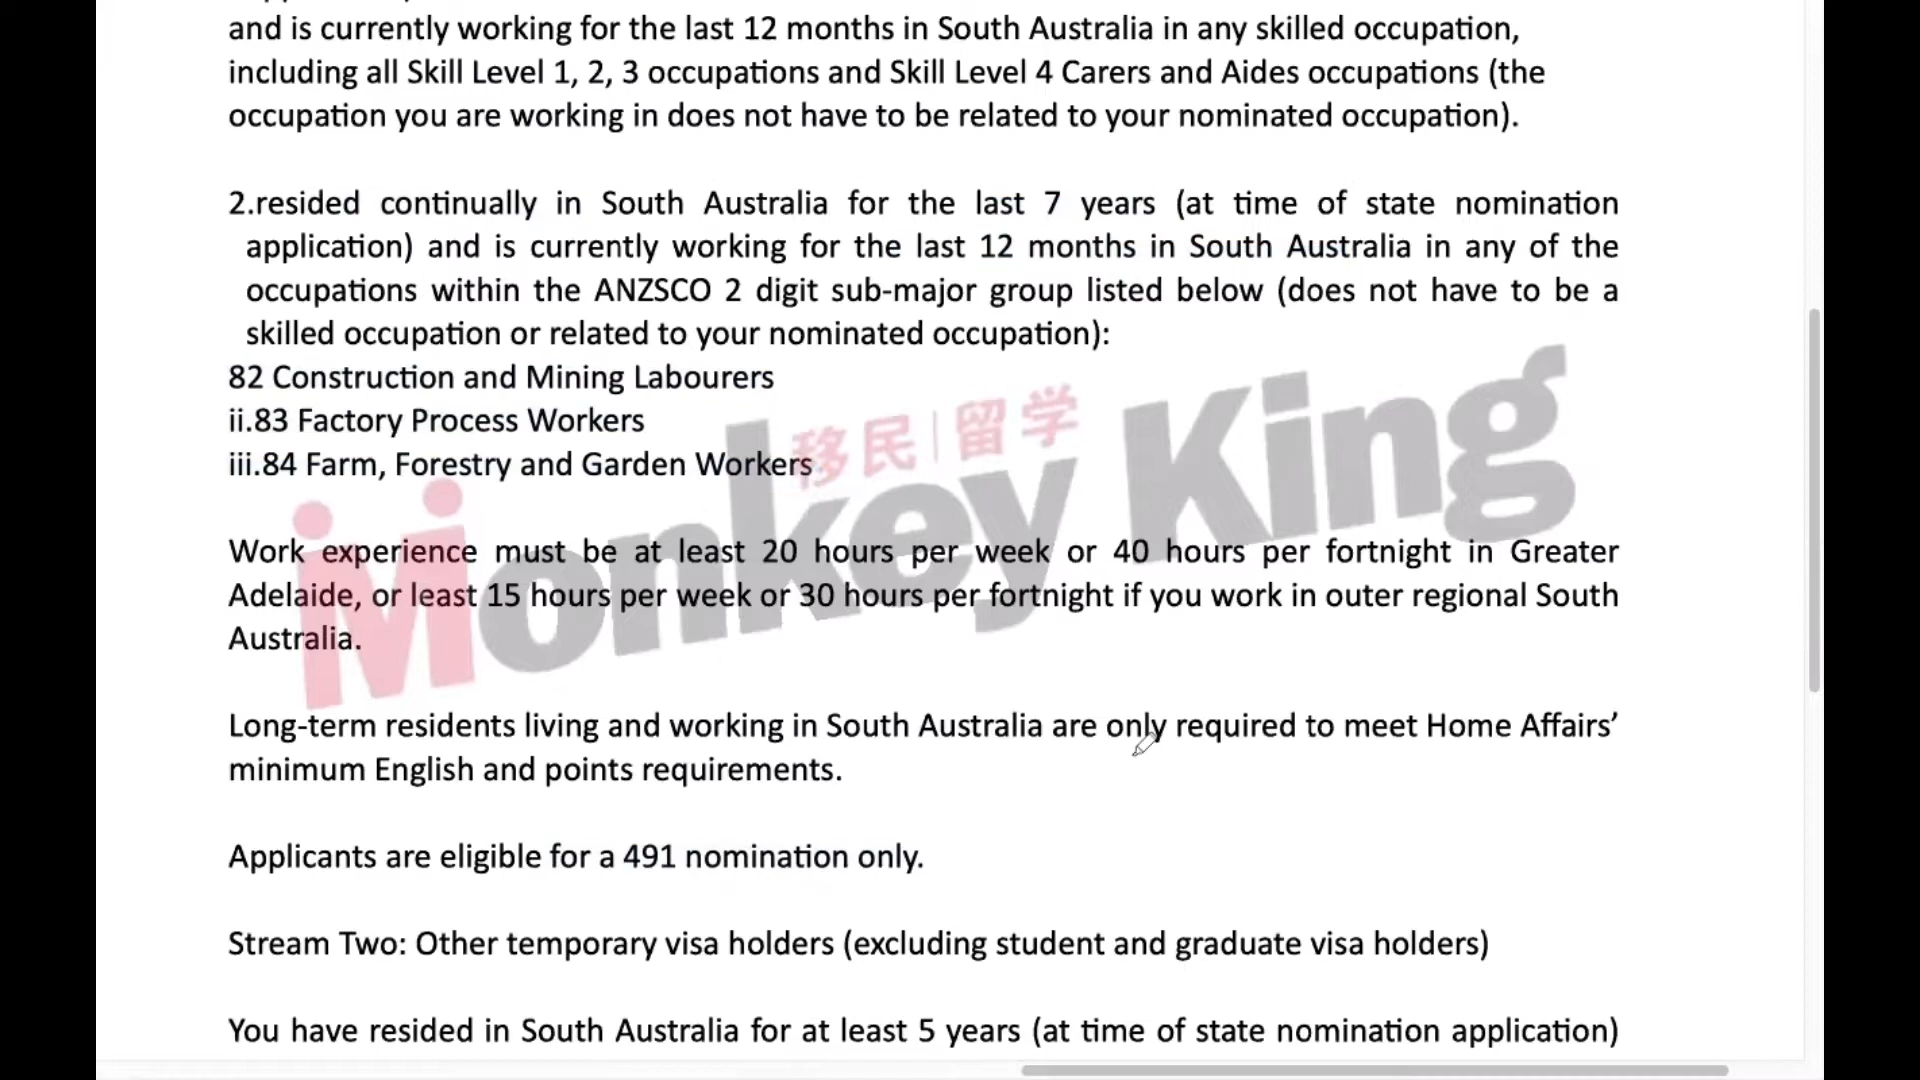 and is currently working for the last 12 months in South Australia in any skilled occupation,
including all Skill Level 1, 2, 3 occupations and Skill Level 4 Carers and Aides occupations (the
occupation you are working in does not have to be related to your nominated occupation).
2.resided continually in South Australia for the last 7 years (at time of state nomination
application) and is currently working for the last 12 months in South Australia in any of the
occupations within the ANZSCO 2 digit sub-major group listed below (does not have to be a
skilled occupation or related to your nominated occupation):
82 Construction and Mining Labourers
ii.83 Factory Process Workers
iii.84 Farm, Forestry and Garden Workers
移民|留学
Monkey King
Work experience must be at least 20 hours per week or 40 hours per fortnight in Greater
Adelaide, or least 15 hours per week or 30 hours per fortnight if you work in outer regional South
Australia.
Long-term residents living and working in South Australia are only required to meet Home Affairs’
minimum English and points requirements.
Applicants are eligible for a 491 nomination only.
Stream Two: Other temporary visa holders (excluding student and graduate visa holders)
You have resided in South Australia for at least 5 years (at time of state nomination application)